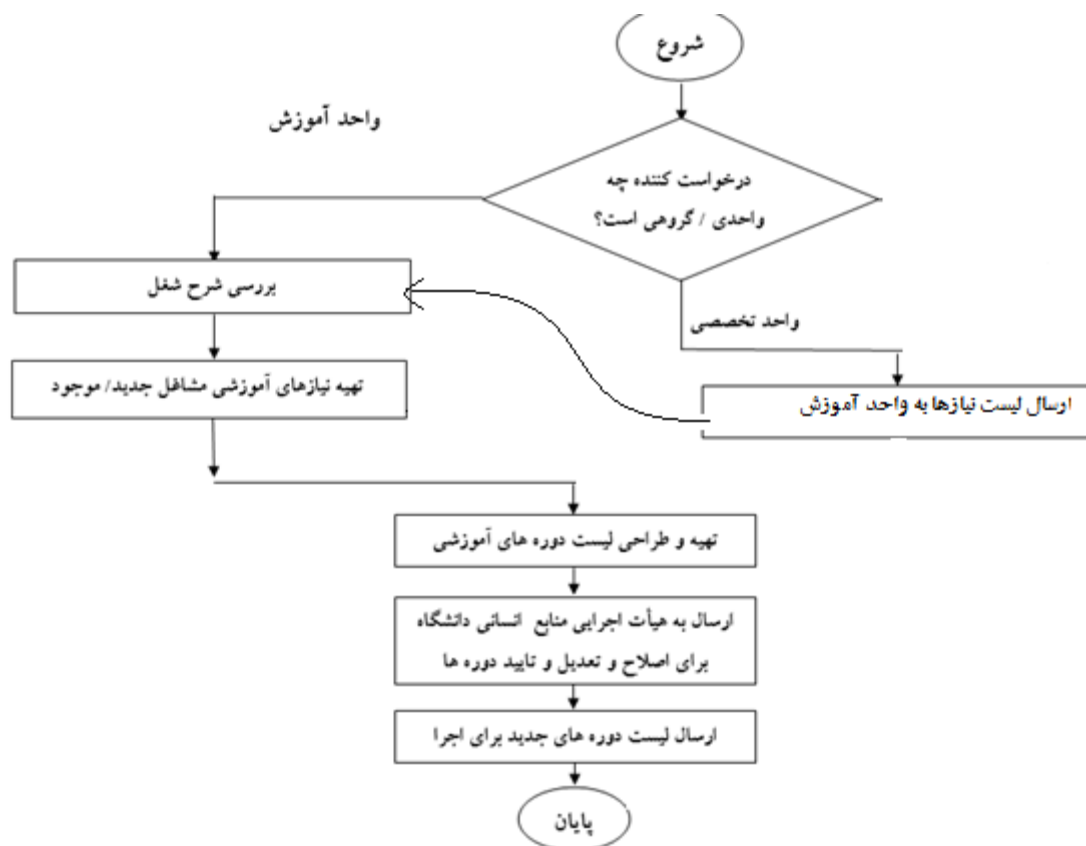 شروع
واحد آموزش
درخواست کننده چه
واحدی / گروهی است؟
بررسی شرح شغل
واحد تخصصی
تهیه نیازهای آموزشی مشاغل جدید/ موجود
ارسال لیست نیازها به واحد آموزش
تهیه و طراحی لیست دوره های آموزشی
ارسال به هیأت اجرایی منابع انسانی دانشگاه
برای اصلاح و تعدیل و تایید دوره ها
ارسال لیست دوره های جدید برای اجرا
پایان